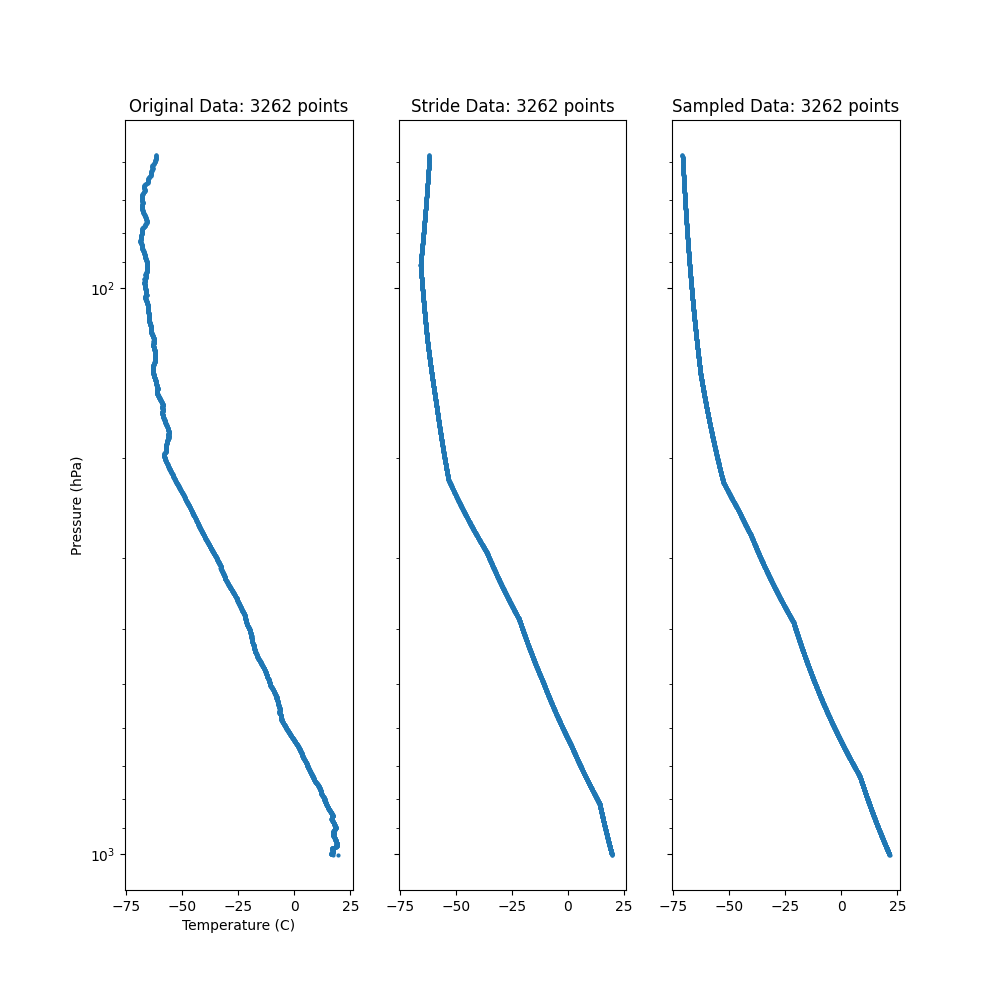 Original Data: 3262 points
Stride Data: 3262 points
Sampled Data: 3262 points
10²
10³
Pressure (hPa)
−75 −50 −25 0 25
−75 −50 −25 0 25
−75 −50 −25 0 25
Temperature (C)